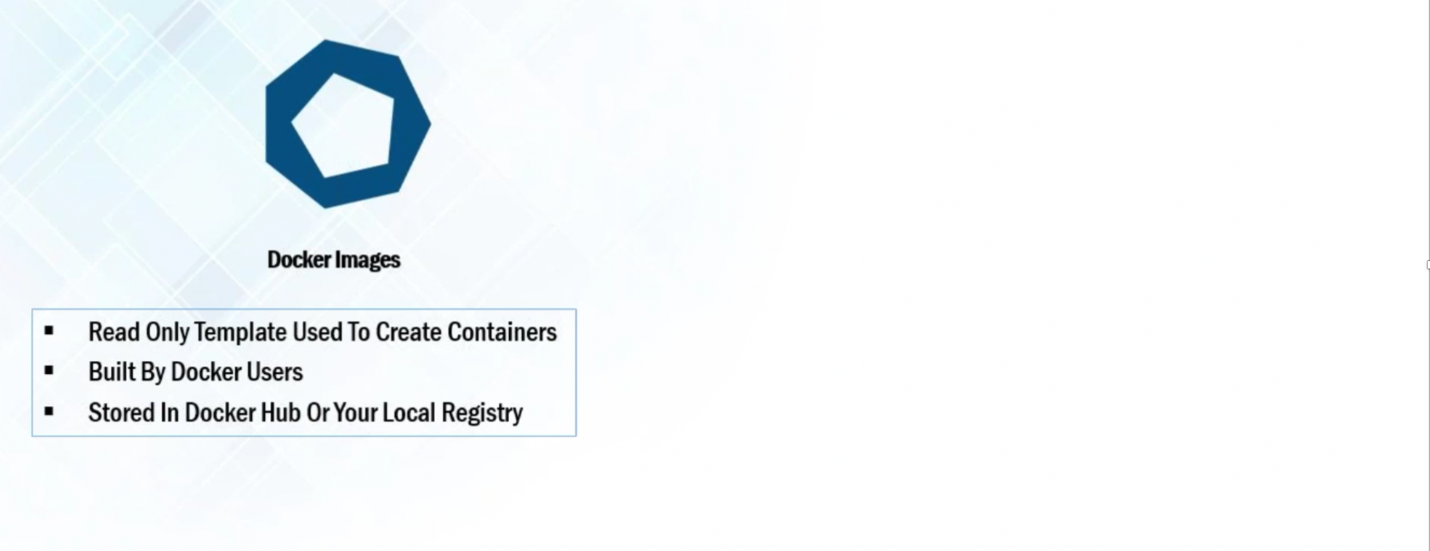 Docker Images
▪ Read Only Template Used To Create Containers
▪ Built By Docker Users
▪ Stored In Docker Hub Or Your Local Registry